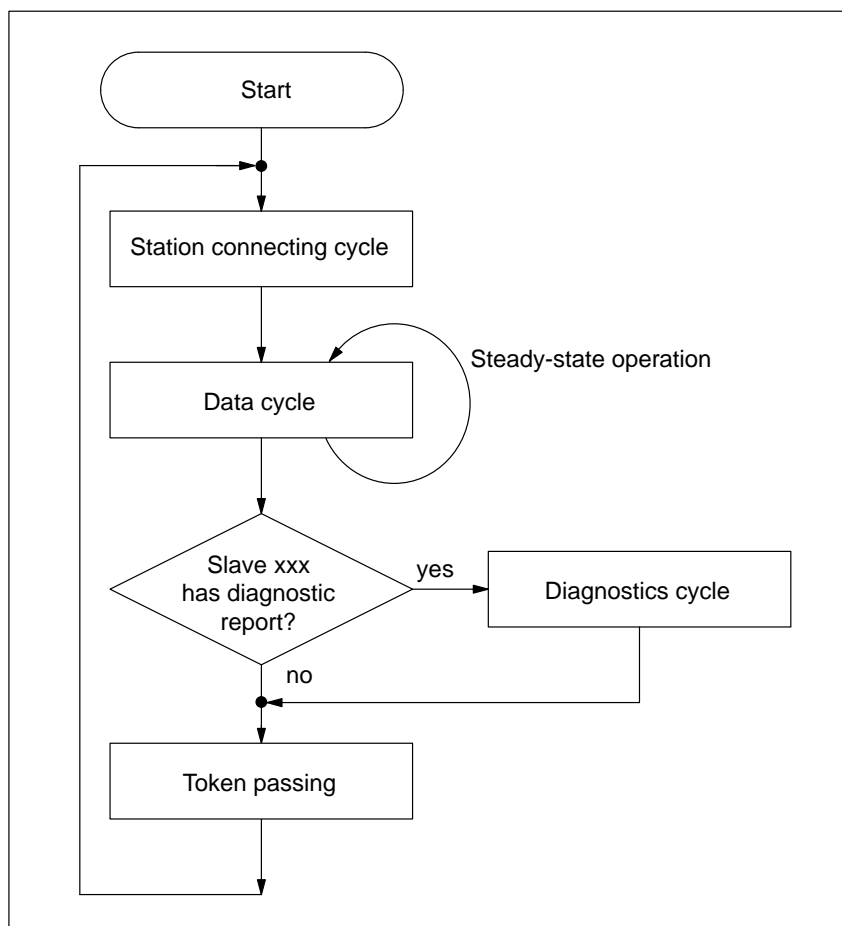 Start
Station connecting cycle
Steady-state operation
Data cycle
Slave xxx
has diagnostic
report?
yes
Diagnostics cycle
no
Token passing